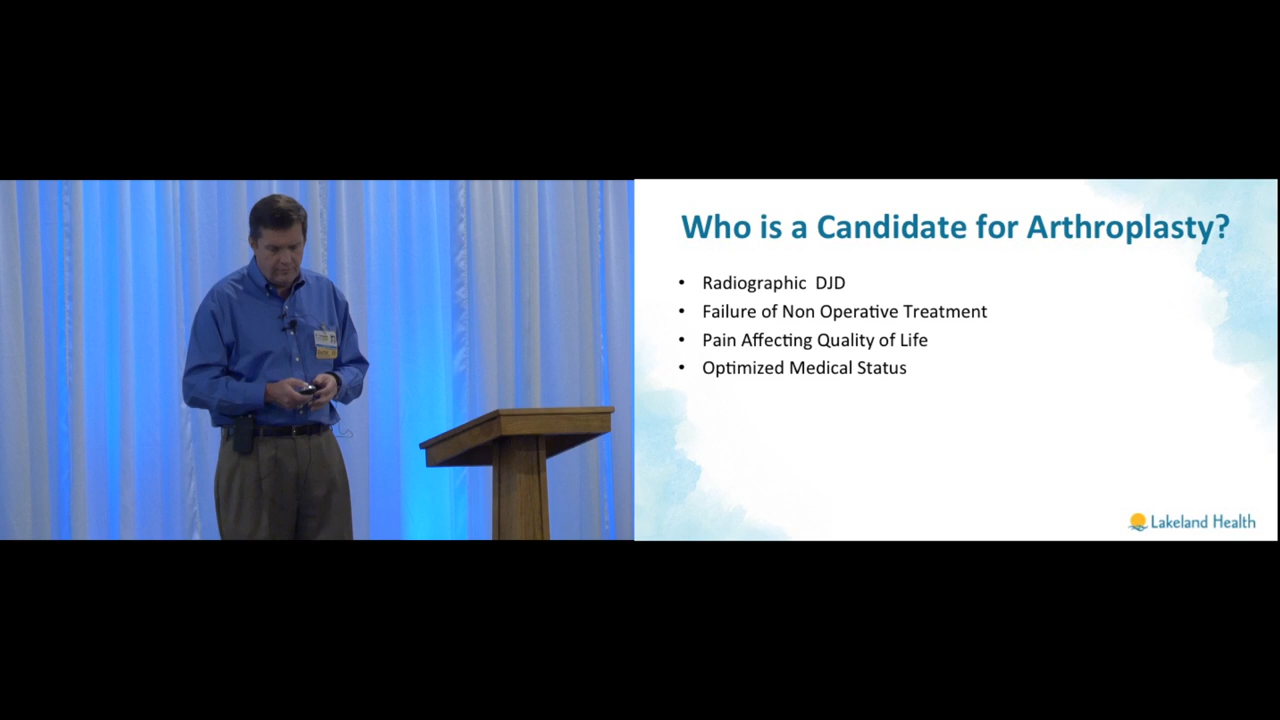 Who is a Candidate for Arthroplasty?
• Radiographic  DJD
• Failure of Non Operative Treatment
• Pain Affecting Quality of Life
• Optimized Medical Status
Lakeland Health